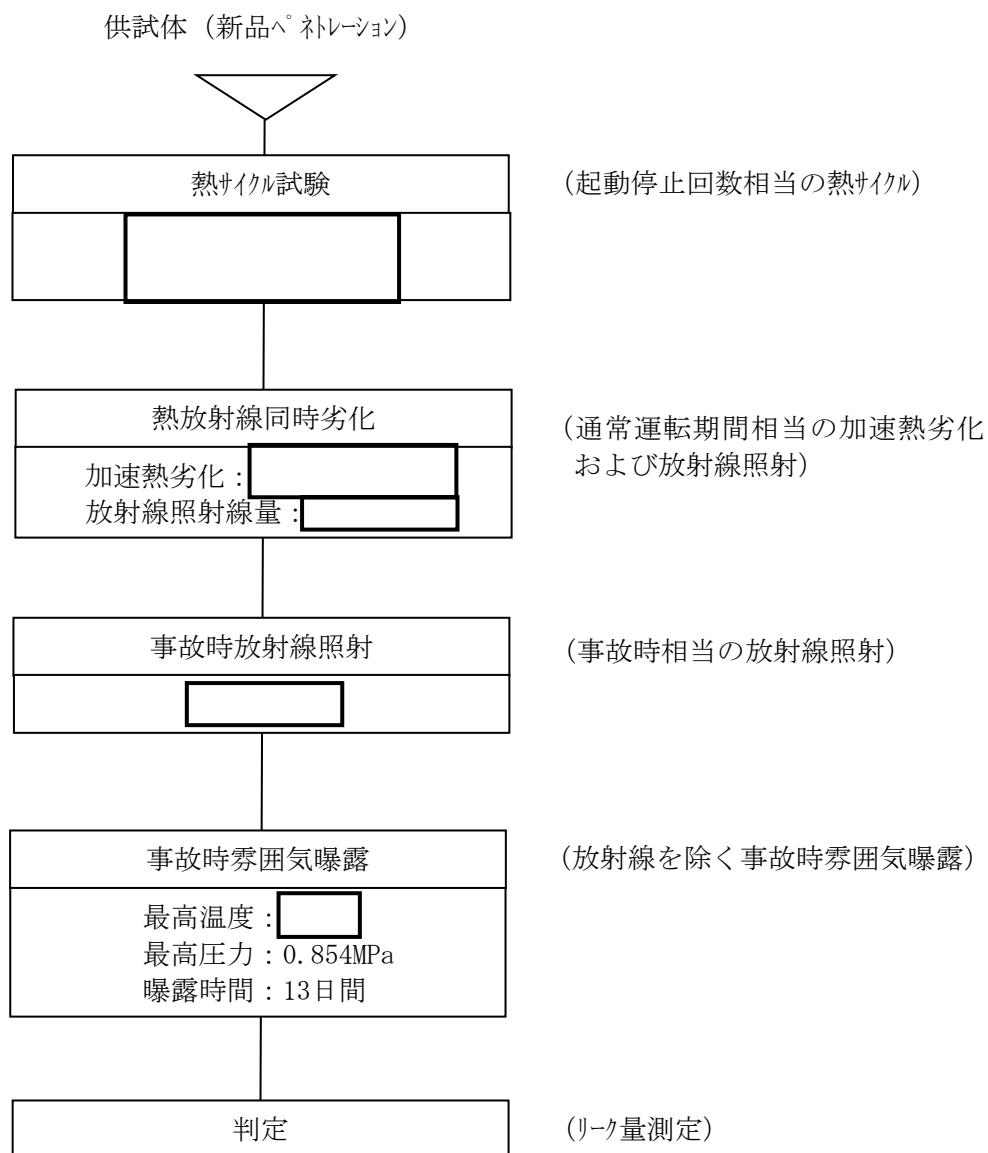 供試体（新品ﾍﾟﾈﾄﾚｰｼｮﾝ）
熱ｻｲｸﾙ試験
（起動停止回数相当の熱ｻｲｸﾙ）
熱放射線同時劣化
（通常運転期間相当の加速熱劣化
および放射線照射）
加速熱劣化：
放射線照射線量：
事故時放射線照射
（事故時相当の放射線照射）
事故時雰囲気曝露
（放射線を除く事故時雰囲気曝露）
最高温度：
最高圧力：0.854MPa
曝露時間：13日間
判定
（ﾘｰｸ量測定）